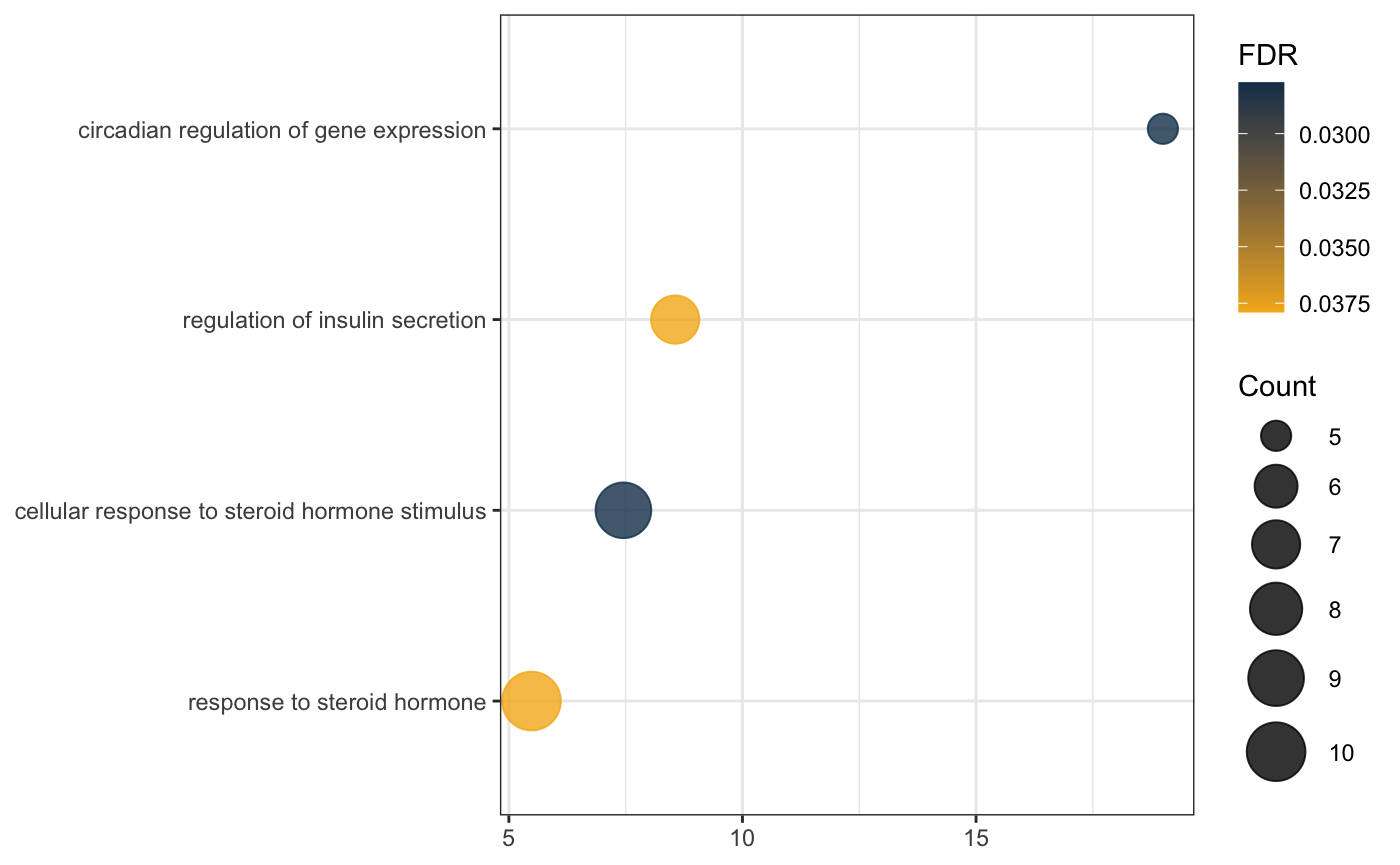 circadian regulation of gene expression
regulation of insulin secretion
cellular response to steroid hormone stimulus
response to steroid hormone
5
10
15
FDR
0.0300
0.0325
0.0350
0.0375
Count
5
6
7
8
9
10